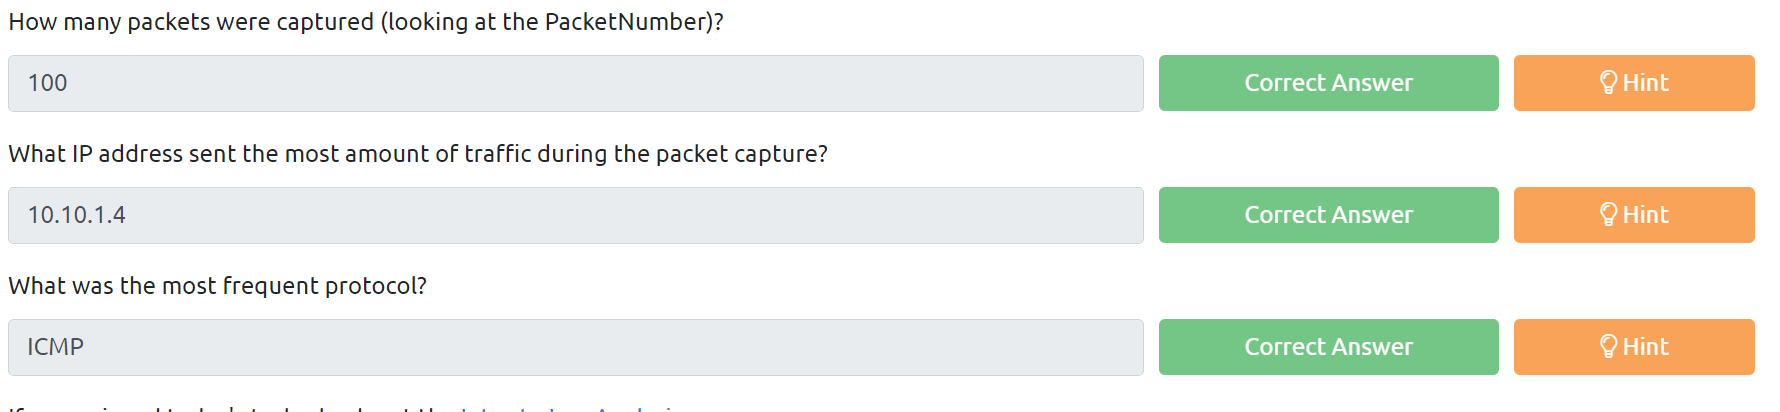 How many packets were captured (looking at the PacketNumber)?
100 Correct Answer Hint
What IP address sent the most amount of traffic during the packet capture?
10.10.1.4 Correct Answer Hint
What was the most frequent protocol?
ICMP Correct Answer Hint